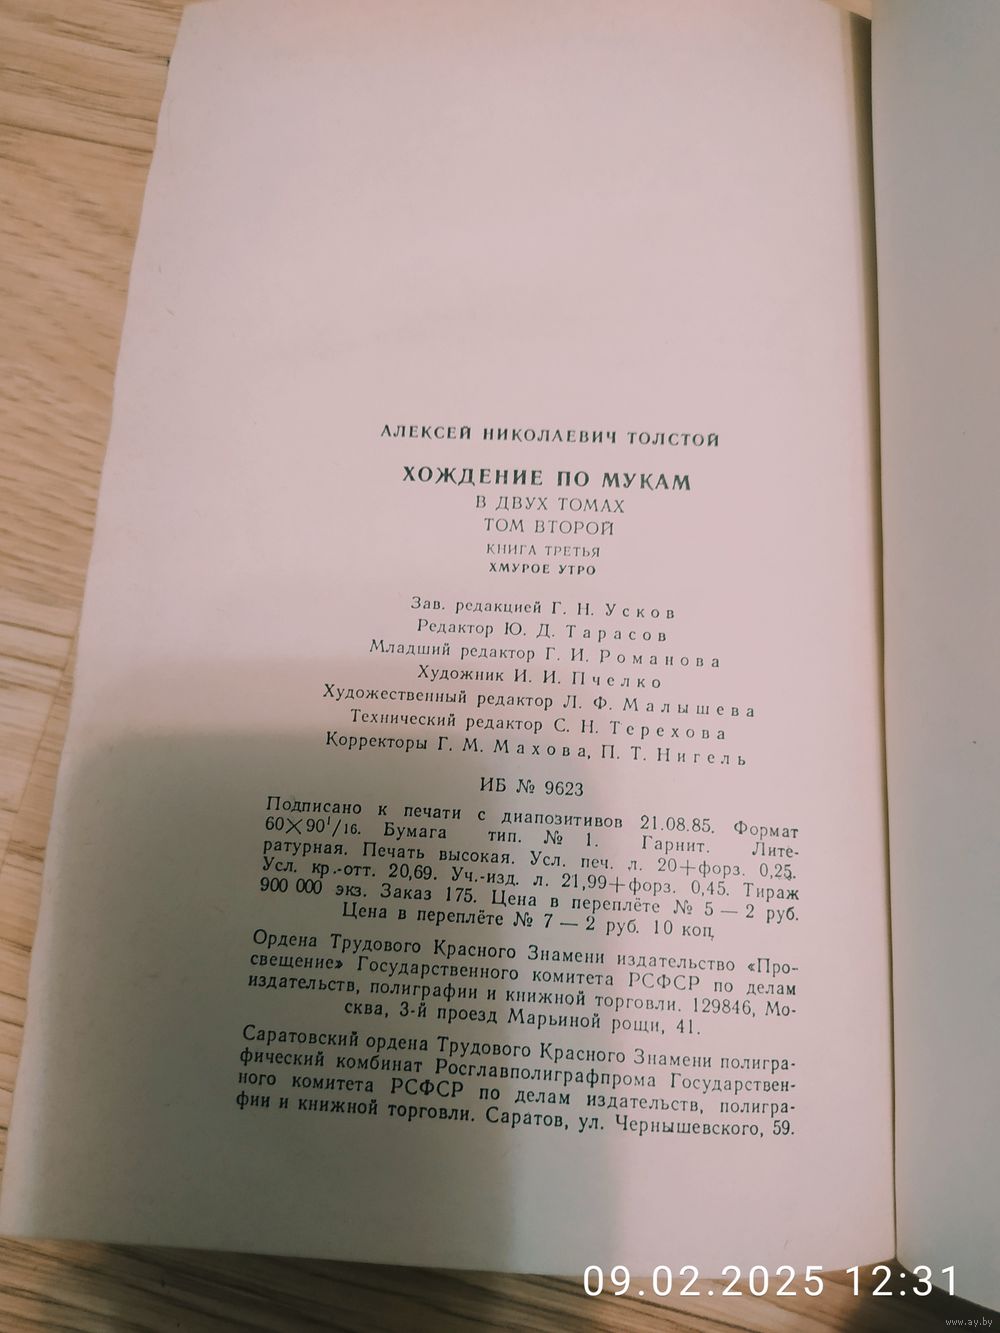 АЛЕКСЕЙ НИКОЛАЕВИЧ ТОЛСТОЙ
ХОЖДЕНИЕ ПО МУКАМ
В ДВУХ ТОМАХ
ТОМ ВТОРОЙ
КНИГА ТРЕТЬЯ
ХМУРОЕ УТРО
Зав. редакцией Г. Н. Усков
Редактор Ю. Д. Тарасов
Младший редактор Г. И. Романова
Художник И. И. Пчелко
Художественный редактор Л. Ф. Малышева
Технический редактор С. Н. Терехова
Корректоры Г. М. Махова, П. Т. Нигель
ИБ № 9623
Подписано к печати с диапозитивов 21.08.85. Формат
60×90¹/16. Бумага тип. № 1. Гарнит. Лите-
ратурная. Печать высокая. Усл. печ. л. 20+форз. 0,25.
Усл. кр.-отт. 20,69. Уч.-изд. л. 21,99+форз. 0,45. Тираж
900 000 экз. Заказ 175. Цена в переплёте № 5 — 2 руб.
Цена в переплёте № 7 — 2 руб. 10 коп.
Ордена Трудового Красного Знамени издательство «Про-
свещение» Государственного комитета РСФСР по делам
издательств, полиграфии и книжной торговли. 129846, Мо-
сква, 3-й проезд Марьиной рощи, 41.
Саратовский ордена Трудового Красного Знамени полигра-
фический комбинат Росглавполиграфпрома Государствен-
ного комитета РСФСР по делам издательств, полигра-
фии и книжной торговли. Саратов, ул. Чернышевского, 59.
09.02.2025 12:31
www.ay.by